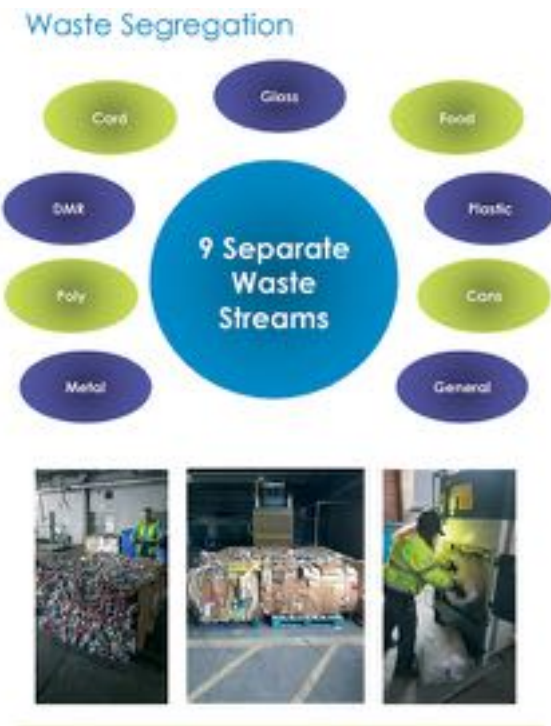 Waste Segregation
Glass
Card
Food
DMR
Plastic
9 Separate
Waste
Streams
Poly
Cans
Metal
General